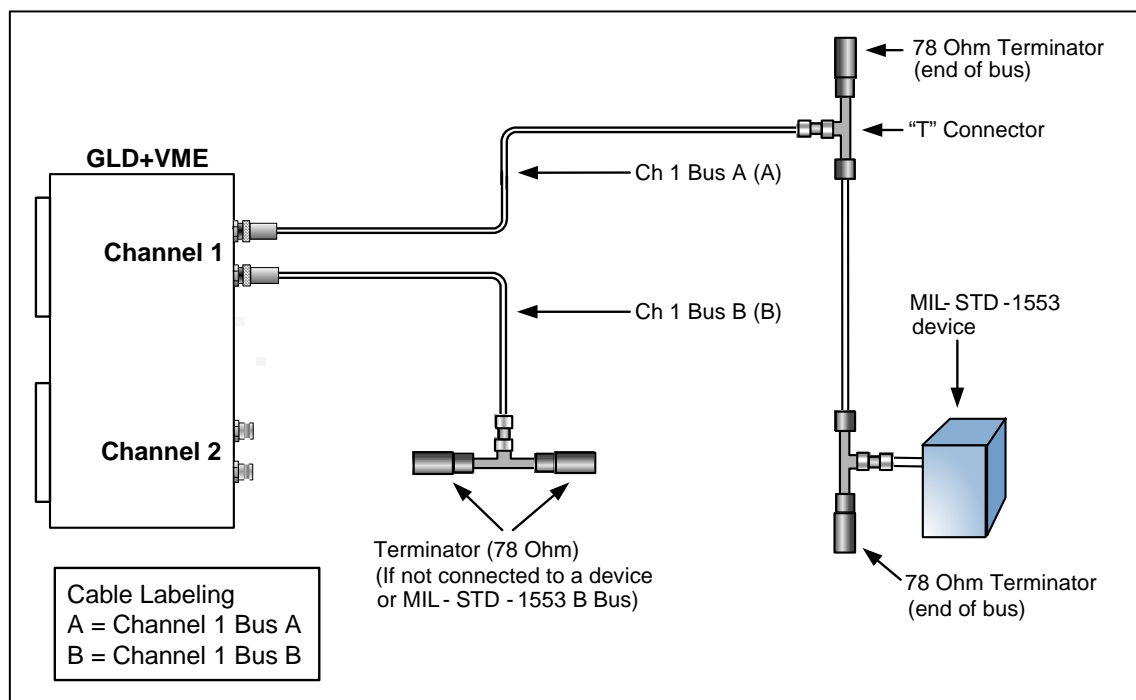 78 Ohm Terminator
(end of bus)
“T” Connector
GLD+VME
Ch 1 Bus A (A)
Channel 1
Ch 1 Bus B (B)
MIL- STD -1553
device
Channel 2
Terminator (78 Ohm)
(If not connected to a device
or MIL- STD -1553 B Bus)
78 Ohm Terminator
(end of bus)
Cable Labeling
A = Channel 1 Bus A
B = Channel 1 Bus B